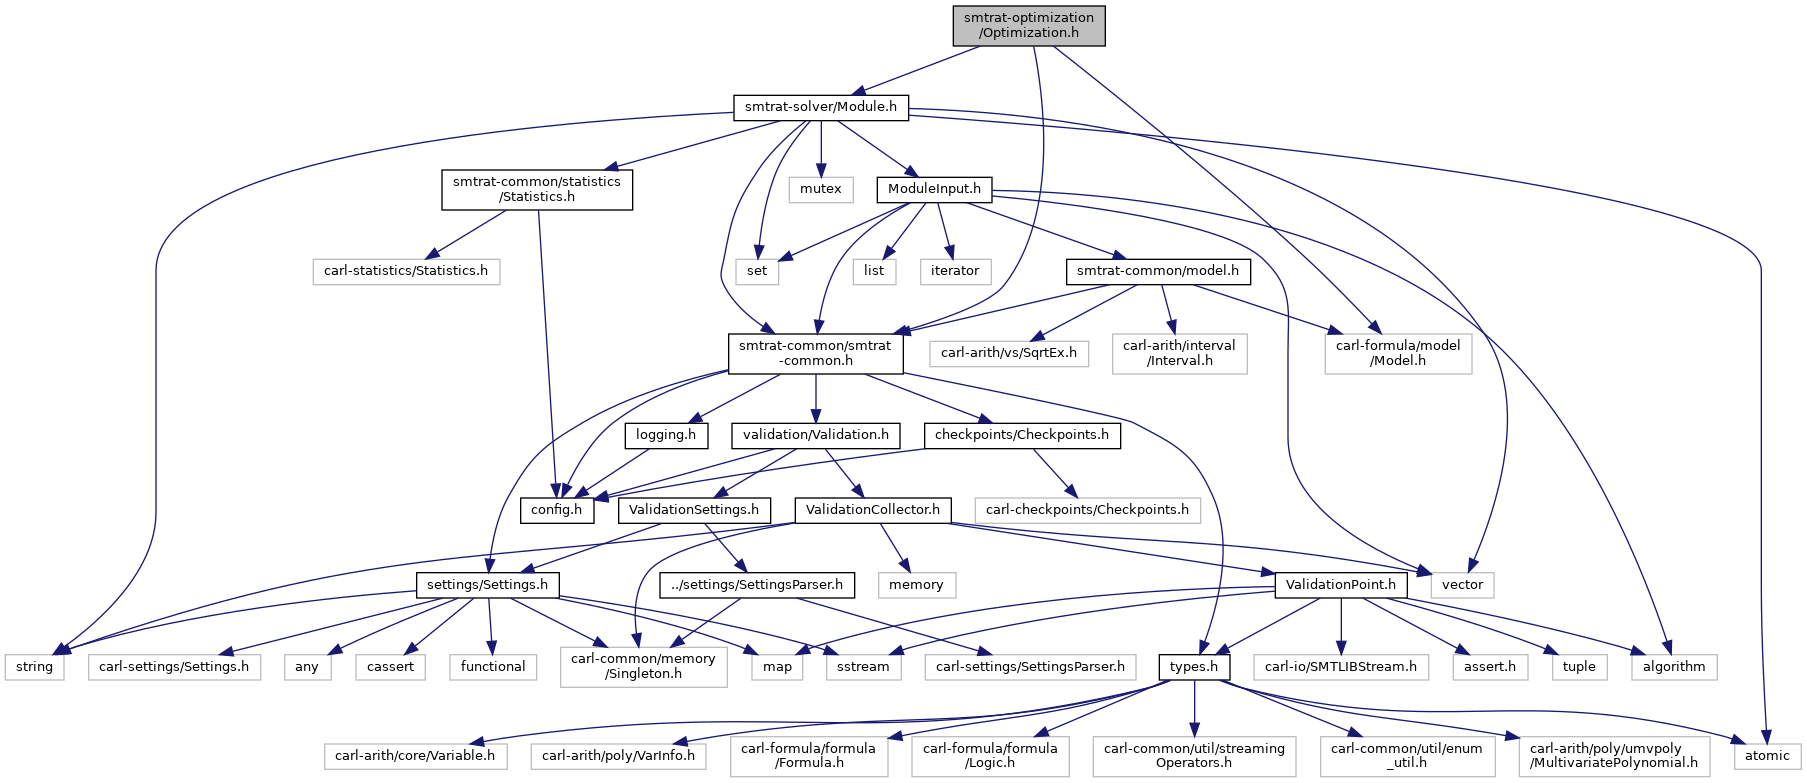 smtrat-optimization
/Optimization.h
smtrat-solver/Module.h
smtrat-common/statistics
/Statistics.h
mutex
ModuleInput.h
carl-statistics/Statistics.h
set
list
iterator
smtrat-common/model.h
smtrat-common/smtrat
-common.h
carl-arith/vs/SqrtEx.h
carl-arith/interval
/Interval.h
carl-formula/model
/Model.h
logging.h
validation/Validation.h
checkpoints/Checkpoints.h
config.h
ValidationSettings.h
ValidationCollector.h
carl-checkpoints/Checkpoints.h
settings/Settings.h
../settings/SettingsParser.h
memory
ValidationPoint.h
vector
string
carl-settings/Settings.h
any
cassert
functional
carl-common/memory
/Singleton.h
map
sstream
carl-settings/SettingsParser.h
types.h
carl-io/SMTLIBStream.h
assert.h
tuple
algorithm
carl-arith/core/Variable.h
carl-arith/poly/VarInfo.h
carl-formula/formula
/Formula.h
carl-formula/formula
/Logic.h
carl-common/util/streaming
Operators.h
carl-common/util/enum
_util.h
carl-arith/poly/umvpoly
/MultivariatePolynomial.h
atomic